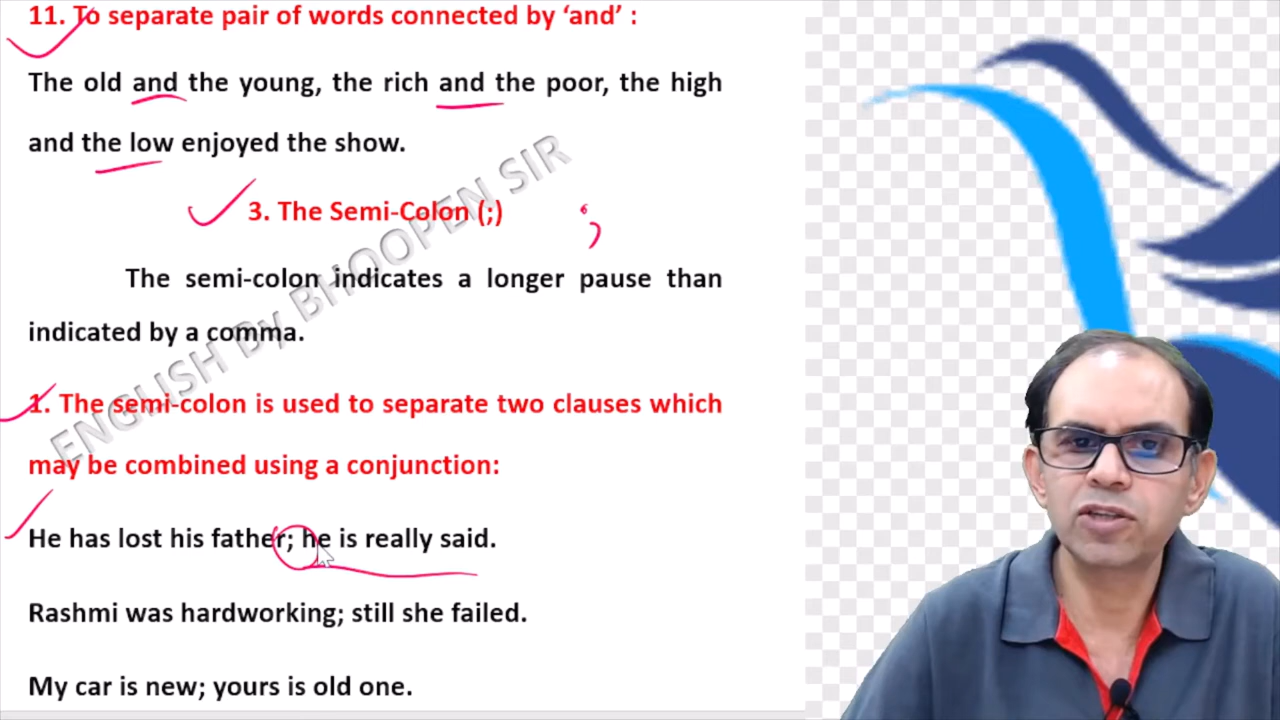 11. To separate pair of words connected by ‘and’ :
The old and the young, the rich and the poor, the high
and the low enjoyed the show.
3. The Semi-Colon (;)
;
The semi-colon indicates a longer pause than
indicated by a comma.
1. The semi-colon is used to separate two clauses which
may be combined using a conjunction:
He has lost his father; he is really said.
Rashmi was hardworking; still she failed.
My car is new; yours is old one.
ENGLISH By BHOOPEN SIR